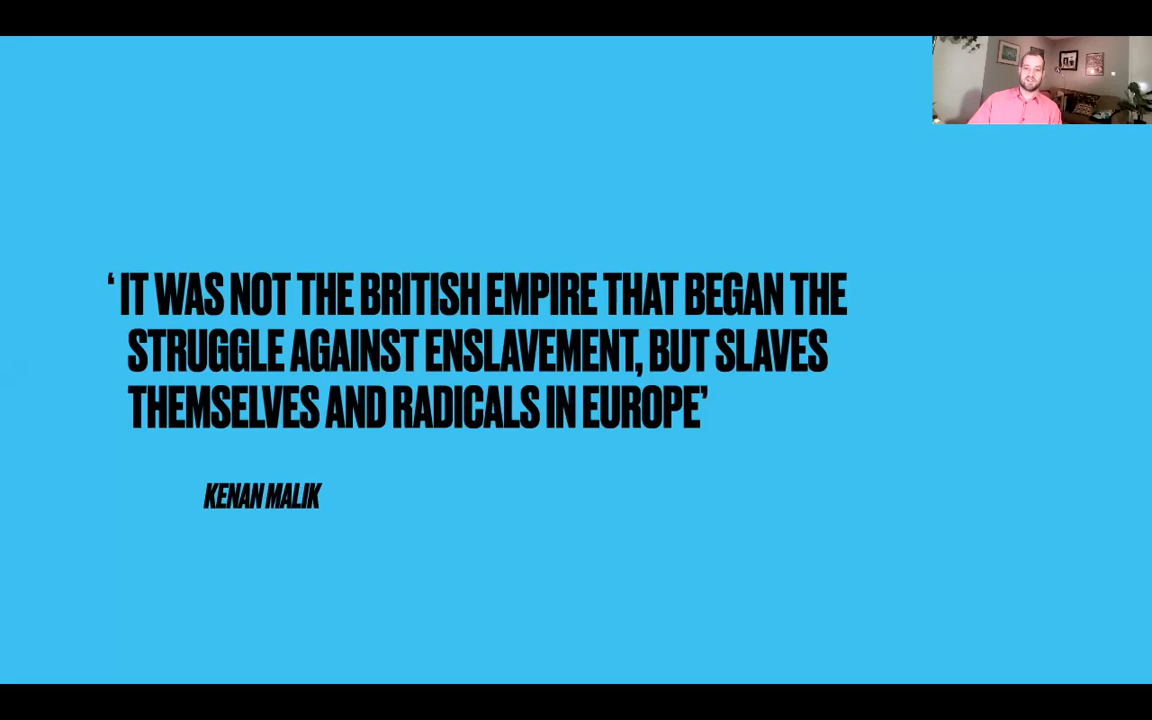 ‘ IT WAS NOT THE BRITISH EMPIRE THAT BEGAN THE
STRUGGLE AGAINST ENSLAVEMENT, BUT SLAVES
THEMSELVES AND RADICALS IN EUROPE’
KENAN MALIK